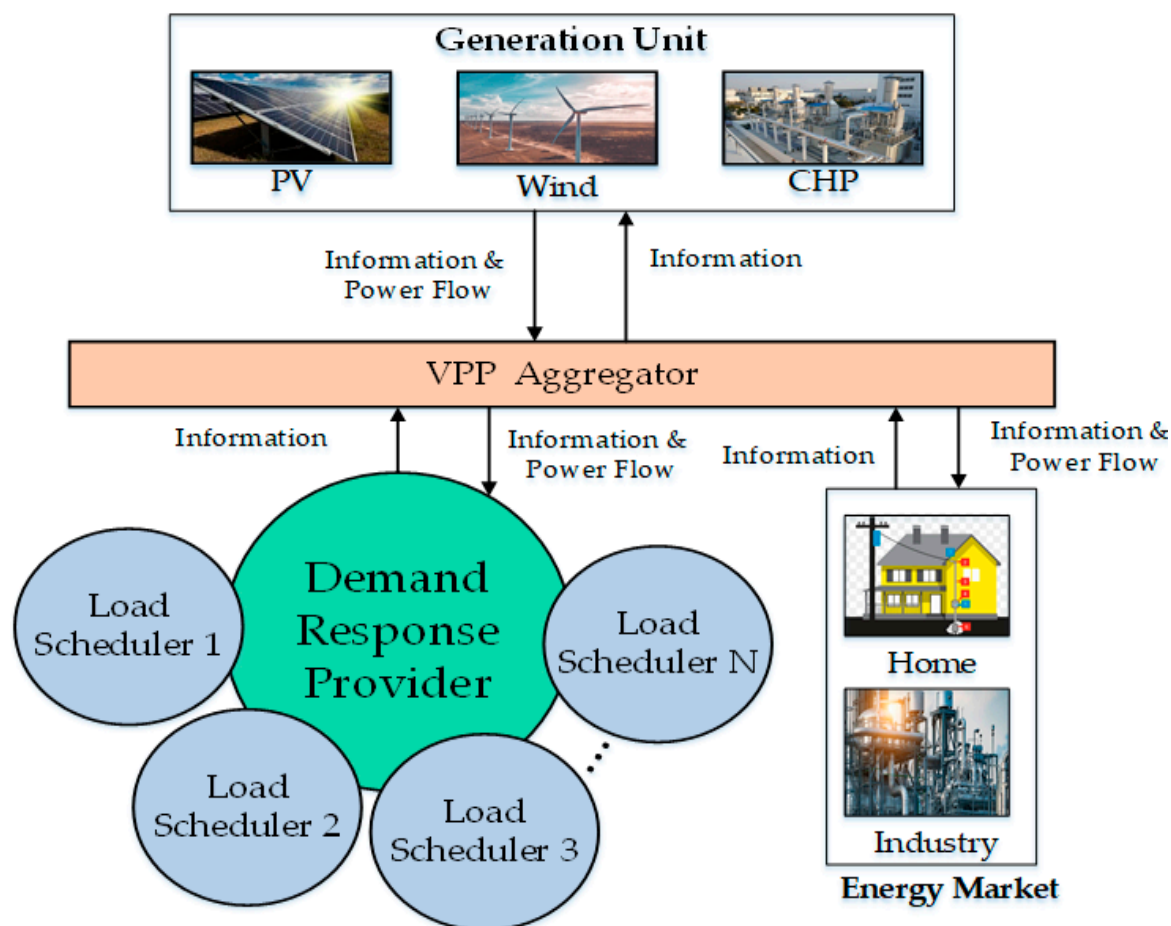 Generation Unit
PV
Wind
CHP
Information &
Power Flow
Information
VPP Aggregator
Information
Information &
Power Flow
Information
Information &
Power Flow
Demand
Response
Provider
Load
Scheduler 1
Load
Scheduler 2
Load
Scheduler 3
Load
Scheduler N
Home
Industry
Energy Market